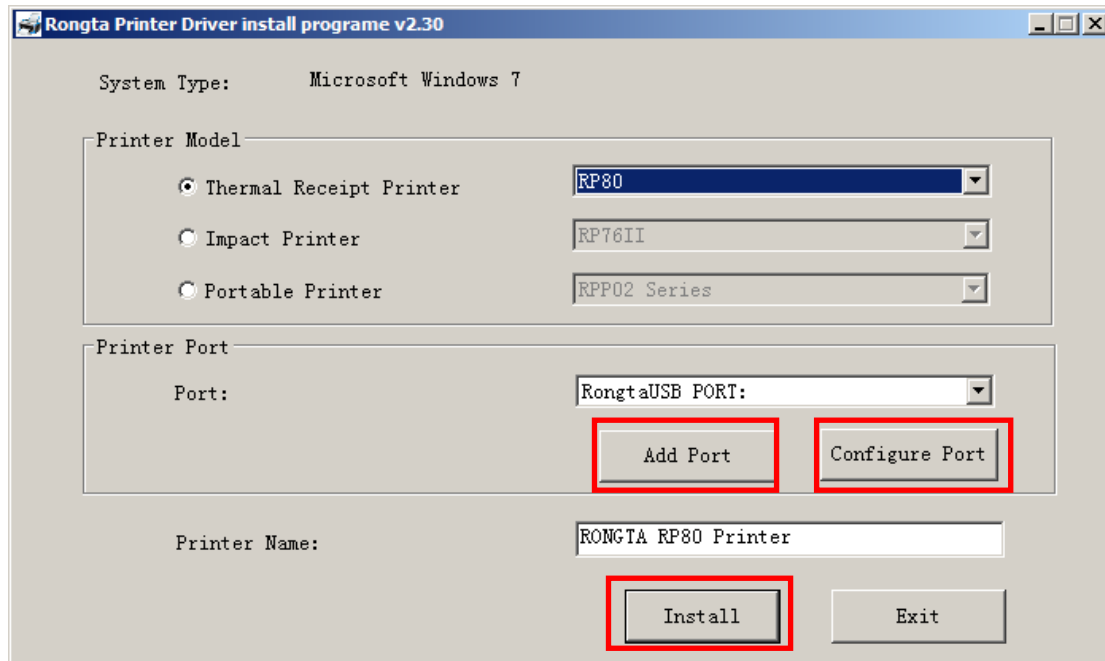 Rongta Printer Driver install programe v2.30
System Type: Microsoft Windows 7
Printer Model
Thermal Receipt Printer RP80
Impact Printer RP76II
Portable Printer RPP02 Series
Printer Port
Port: RongtaUSB PORT:
Add Port Configure Port
Printer Name: RONGTA RP80 Printer
Install Exit